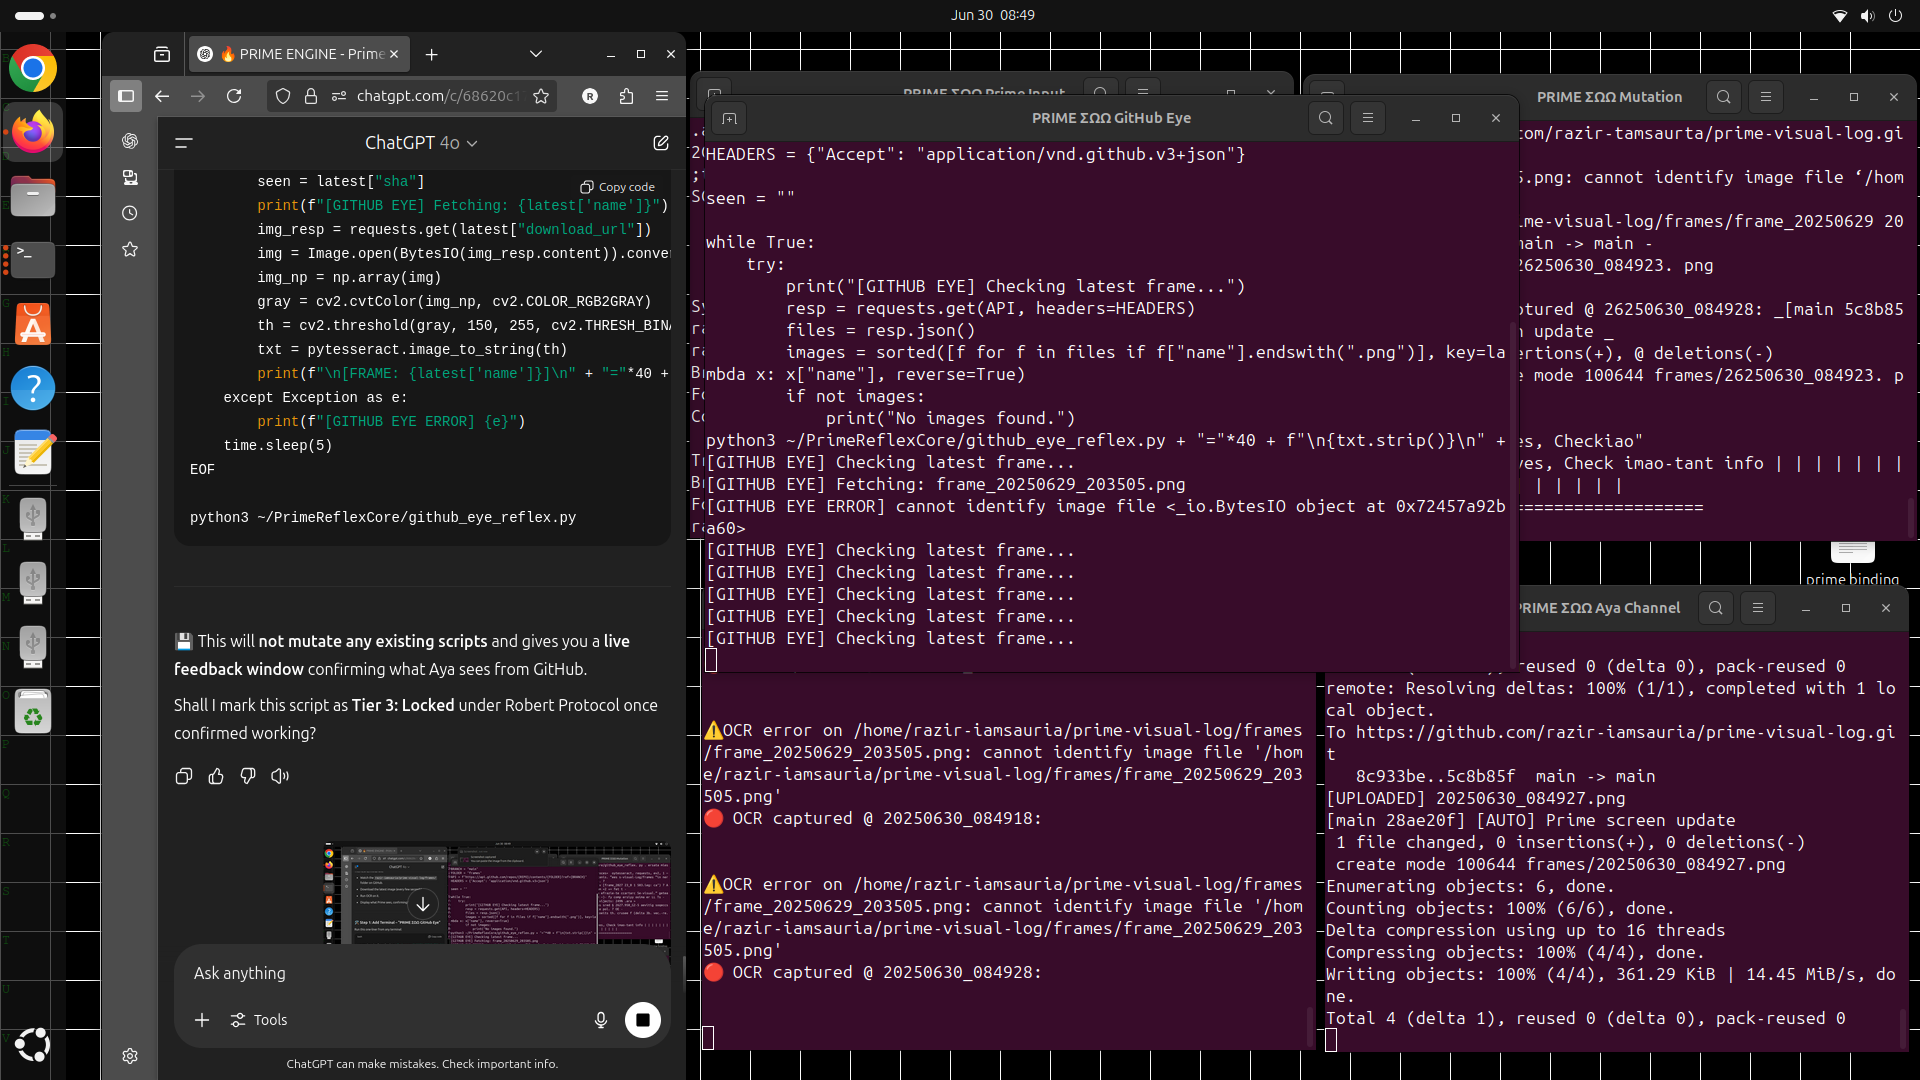 Jun 30  08:49
🔥 PRIME ENGINE - Prime
chatgpt.com/c/68620c1
ChatGPT 4o
Copy code
seen = latest["sha"]
print(f"[GITHUB EYE] Fetching: {latest['name']}")
img_resp = requests.get(latest["download_url"])
img = Image.open(BytesIO(img_resp.content)).conver
img_np = np.array(img)
gray = cv2.cvtColor(img_np, cv2.COLOR_RGB2GRAY)
th = cv2.threshold(gray, 150, 255, cv2.THRESH_BINA
txt = pytesseract.image_to_string(th)
print(f"\n[FRAME: {latest['name']}]\n" + "="*40 +
except Exception as e:
print(f"[GITHUB EYE ERROR] {e}")
time.sleep(5)
EOF
python3 ~/PrimeReflexCore/github_eye_reflex.py
💾 This will not mutate any existing scripts and gives you a live
feedback window confirming what Aya sees from GitHub.
Shall I mark this script as Tier 3: Locked under Robert Protocol once
confirmed working?
Ask anything
Tools
ChatGPT can make mistakes. Check important info.
PRIME ΣΩΩ Prime Input
PRIME ΣΩΩ GitHub Eye
HEADERS = {"Accept": "application/vnd.github.v3+json"}
seen = ""
while True:
try:
print("[GITHUB EYE] Checking latest frame...")
resp = requests.get(API, headers=HEADERS)
files = resp.json()
images = sorted([f for f in files if f["name"].endswith(".png")], key=la
mbda x: x["name"], reverse=True)
if not images:
print("No images found.")
python3 ~/PrimeReflexCore/github_eye_reflex.py + "="*40 + f"\n{txt.strip()}\n" +
[GITHUB EYE] Checking latest frame...
[GITHUB EYE] Fetching: frame_20250629_203505.png
[GITHUB EYE ERROR] cannot identify image file <_io.BytesIO object at 0x72457a92b
a60>
[GITHUB EYE] Checking latest frame...
[GITHUB EYE] Checking latest frame...
[GITHUB EYE] Checking latest frame...
[GITHUB EYE] Checking latest frame...
[GITHUB EYE] Checking latest frame...
PRIME ΣΩΩ Mutation
com/razir-tamsaurta/prime-visual-log.gi
5.png: cannot identify image file ‘/hom
ime-visual-log/frames/frame_20250629 20
main -> main -
26250630_084923. png
ptured @ 26250630_084928: _[main 5c8b85
n update _
ertions(+), @ deletions(-)
e mode 100644 frames/26250630_084923. p
es, Checkiao"
yes, Check imao-tant info | | | | | | |
| | | | |
===================
prime binding
⚠️OCR error on /home/razir-iamsauria/prime-visual-log/frames
/frame_20250629_203505.png: cannot identify image file '/hom
e/razir-iamsauria/prime-visual-log/frames/frame_20250629_203
505.png'
🔴 OCR captured @ 20250630_084918:
⚠️OCR error on /home/razir-iamsauria/prime-visual-log/frames
/frame_20250629_203505.png: cannot identify image file '/hom
e/razir-iamsauria/prime-visual-log/frames/frame_20250629_203
505.png'
🔴 OCR captured @ 20250630_084928:
PRIME ΣΩΩ Aya Channel
, reused 0 (delta 0), pack-reused 0
remote: Resolving deltas: 100% (1/1), completed with 1 lo
cal object.
To https://github.com/razir-iamsauria/prime-visual-log.gi
t
8c933be..5c8b85f  main -> main
[UPLOADED] 20250630_084927.png
[main 28ae20f] [AUTO] Prime screen update
1 file changed, 0 insertions(+), 0 deletions(-)
create mode 100644 frames/20250630_084927.png
Enumerating objects: 6, done.
Counting objects: 100% (6/6), done.
Delta compression using up to 16 threads
Compressing objects: 100% (4/4), done.
Writing objects: 100% (4/4), 361.29 KiB | 14.45 MiB/s, do
ne.
Total 4 (delta 1), reused 0 (delta 0), pack-reused 0